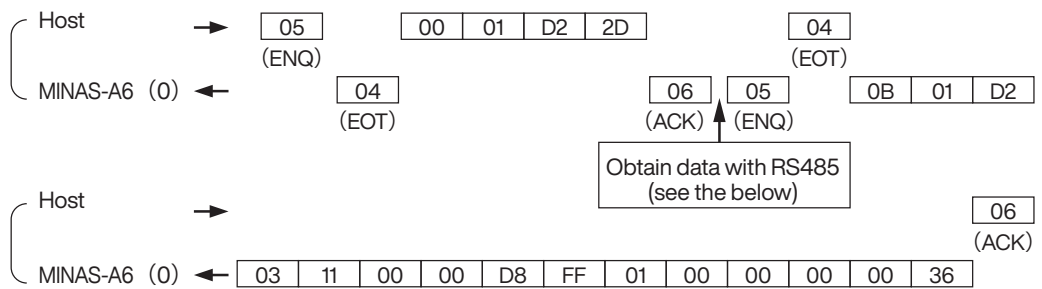 Host 05 00 01 D2 2D 04
(ENQ) (EOT)
MINAS-A6 (0) 04 06 05 0B 01 D2
(EOT) (ACK) (ENQ)
Obtain data with RS485
(see the below)
Host 06
(ACK)
MINAS-A6 (0) 03 11 00 00 D8 FF 01 00 00 00 00 36